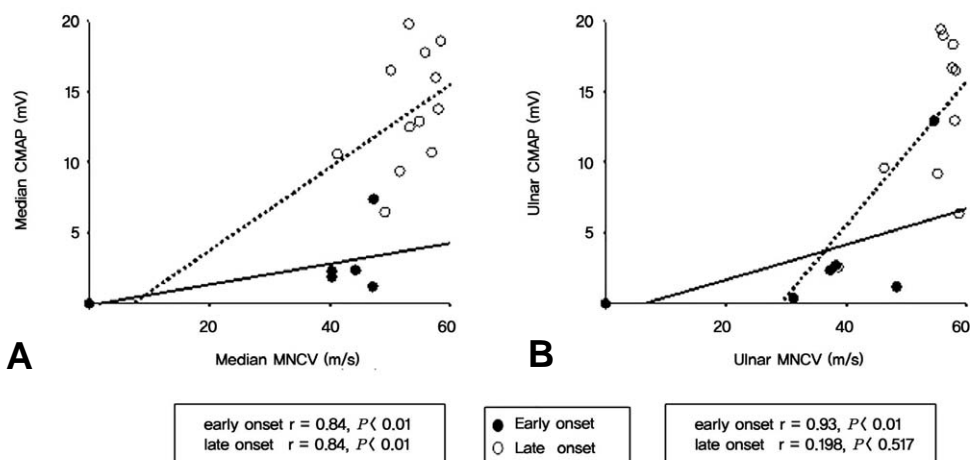 20
15
10
5
Median CMAP (mV)
20
40
60
Median MNCV (m/s)
A
20
15
10
5
Ulnar CMAP (mV)
20
40
60
Ulnar MNCV (m/s)
B
early onset r = 0.84, P< 0.01
late onset r = 0.84, P< 0.01
Early onset
Late onset
early onset r = 0.93, P< 0.01
late onset r = 0.198, P< 0.517